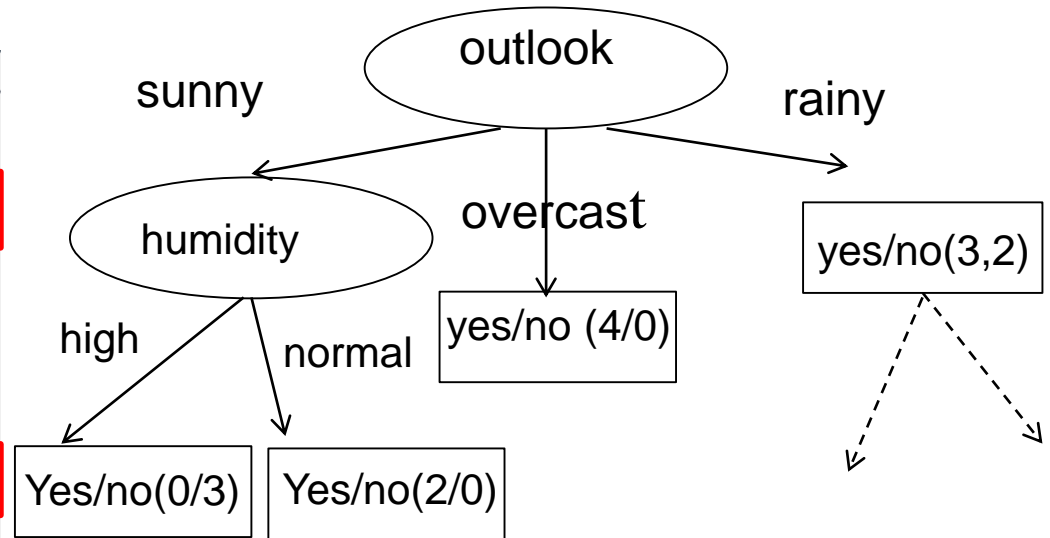 outlook
sunny
rainy
overcast
humidity
yes/no(3,2)
yes/no (4/0)
high
normal
Yes/no(0/3)
Yes/no(2/0)